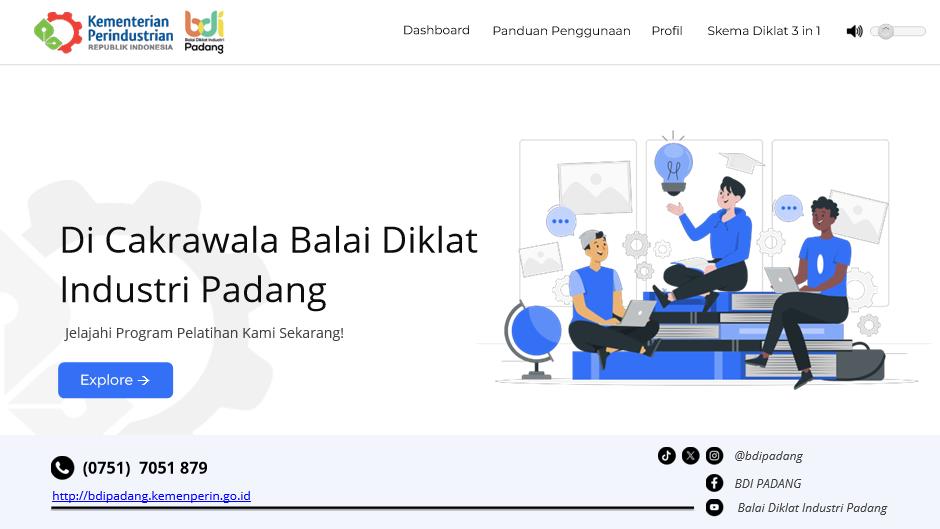 Kementerian
Perindustrian
REPUBLIK INDONESIA
bdi
Balai Diklat Industri
Padang
Dashboard
Panduan Penggunaan
Profil
Skema Diklat 3 in 1
Di Cakrawala Balai Diklat
Industri Padang
Jelajahi Program Pelatihan Kami Sekarang!
Explore →
(0751)  7051 879
http://bdipadang.kemenperin.go.id
@bdipadang
BDI PADANG
Balai Diklat Industri Padang